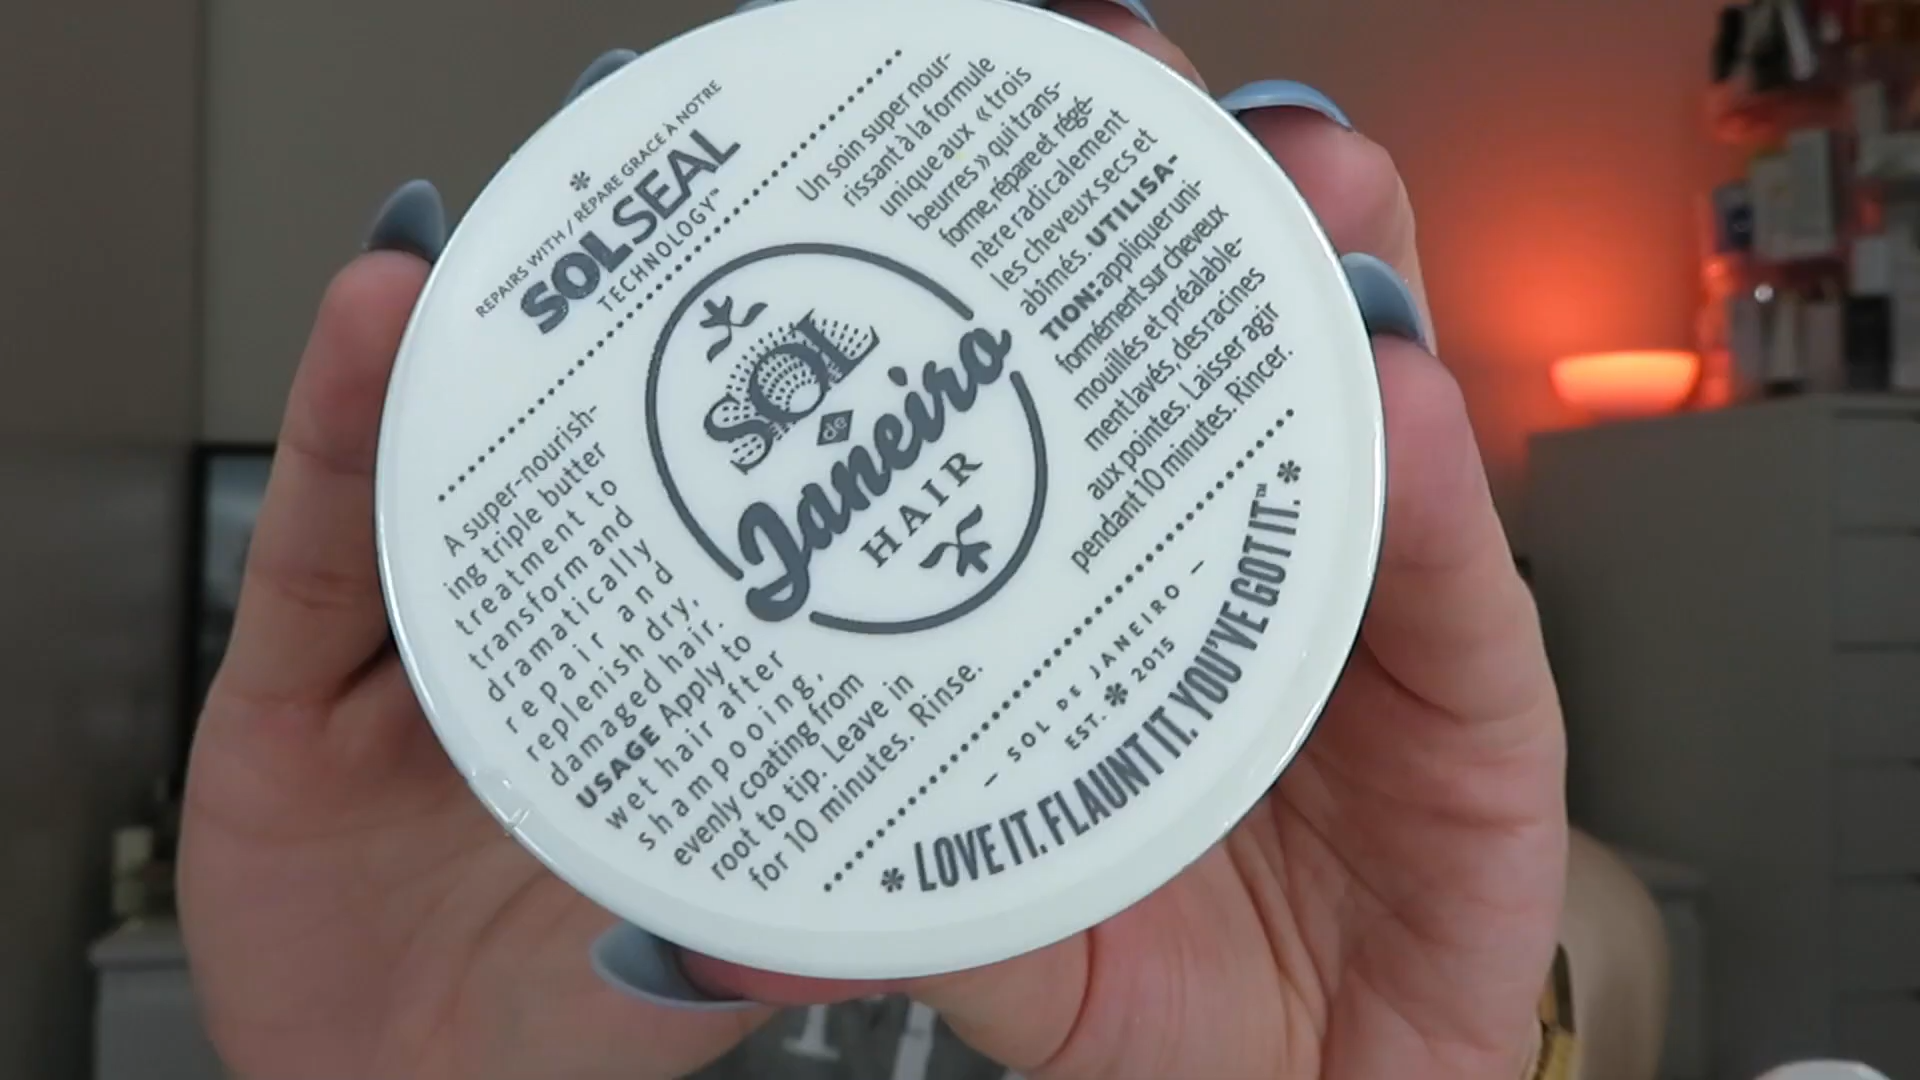 REPAIRS WITH / RÉPARE GRACE À NOTRE
SOL SEAL
TECHNOLOGY™
Un soin super nour-
rissant à la formule
unique aux « trois
beurres » qui trans-
forme, répare et régé-
nère radicalement
les cheveux secs et
abîmés. UTILISA-
TION: appliquer uni-
formément sur cheveux
mouillés et préalable-
ment lavés, des racines
aux pointes. Laisser agir
pendant 10 minutes. Rincer.
SOL
de
Janeiro
HAIR
A super-nourish-
ing triple butter
treatment to
transform and
dramatically
repair and
replenish dry,
damaged hair.
USAGE Apply to
wet hair after
shampooing,
evenly coating from
root to tip. Leave in
for 10 minutes. Rinse.
— SOL DE JANEIRO —
EST. * 2015
* LOVE IT. FLAUNT IT. YOU'VE GOT IT.™ *